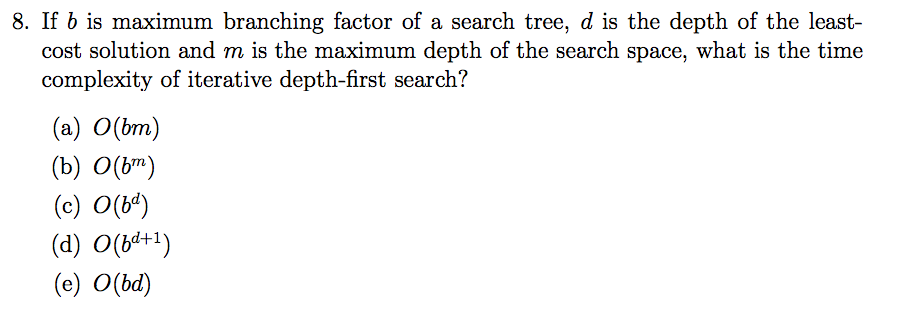 8. If b is maximum branching factor of a search tree, d is the depth of the least-
cost solution and m is the maximum depth of the search space, what is the time
complexity of iterative depth-first search?
(a) O(bm)
(b) O(b^m)
(c) O(b^d)
(d) O(b^{d+1})
(e) O(bd)